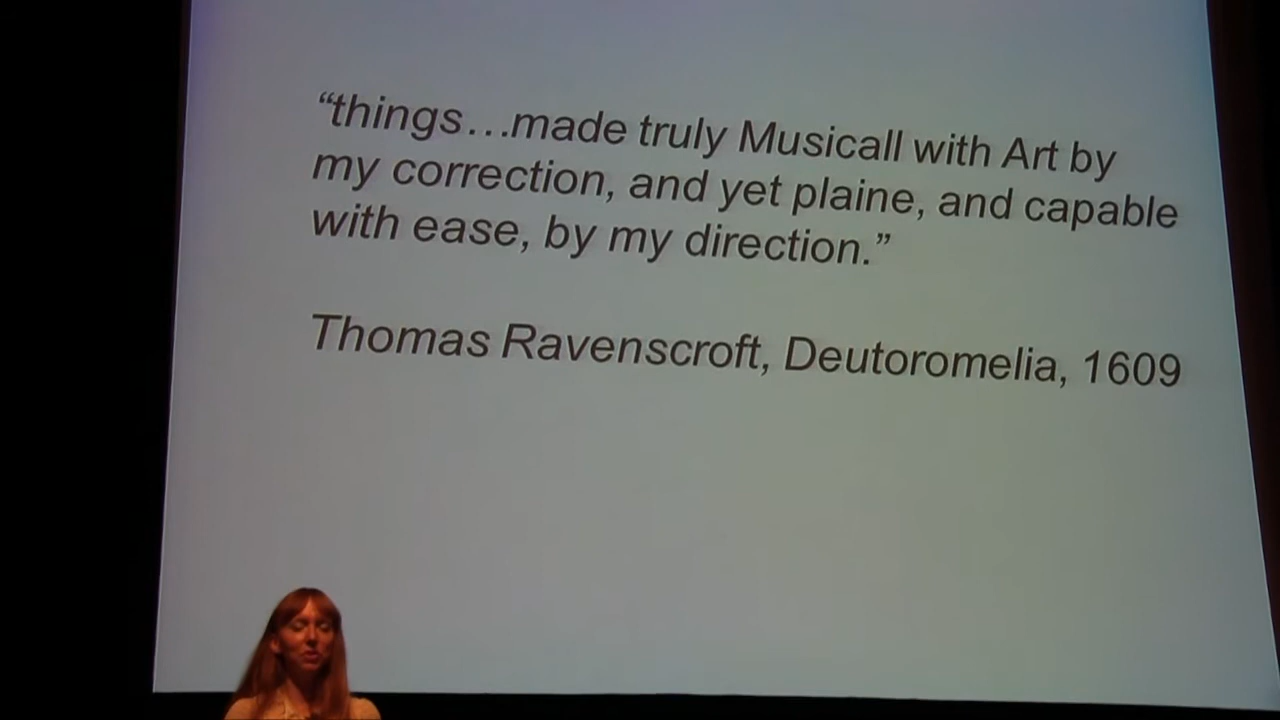 “things…made truly Musicall with Art by
my correction, and yet plaine, and capable
with ease, by my direction.”
Thomas Ravenscroft, Deutoromelia, 1609